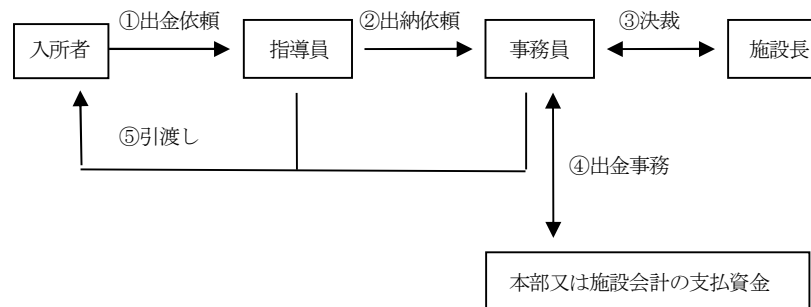 ①出金依頼
②出納依頼
③決裁
入所者
指導員
事務員
施設長
⑤引渡し
④出金事務
本部又は施設会計の支払資金